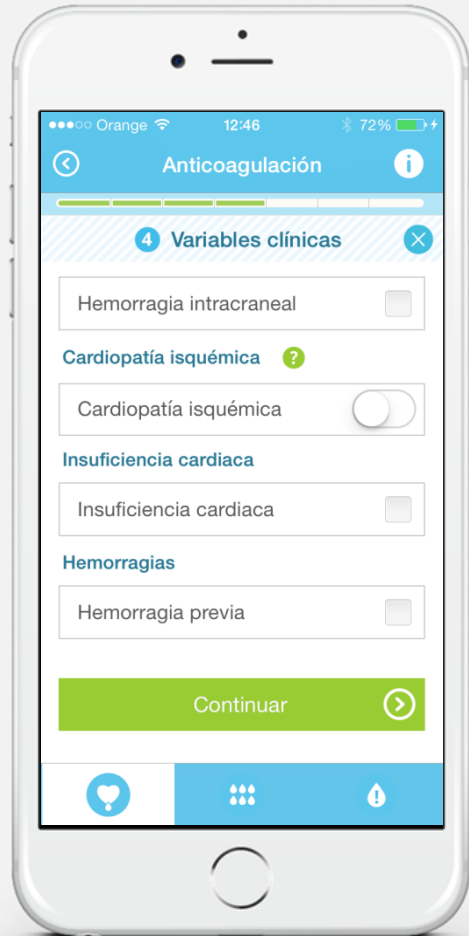 Orange 12:46 72%
Anticoagulación i
4 Variables clínicas
Hemorragia intracraneal
Cardiopatía isquémica ?
Cardiopatía isquémica
Insuficiencia cardiaca
Insuficiencia cardiaca
Hemorragias
Hemorragia previa
Continuar
!